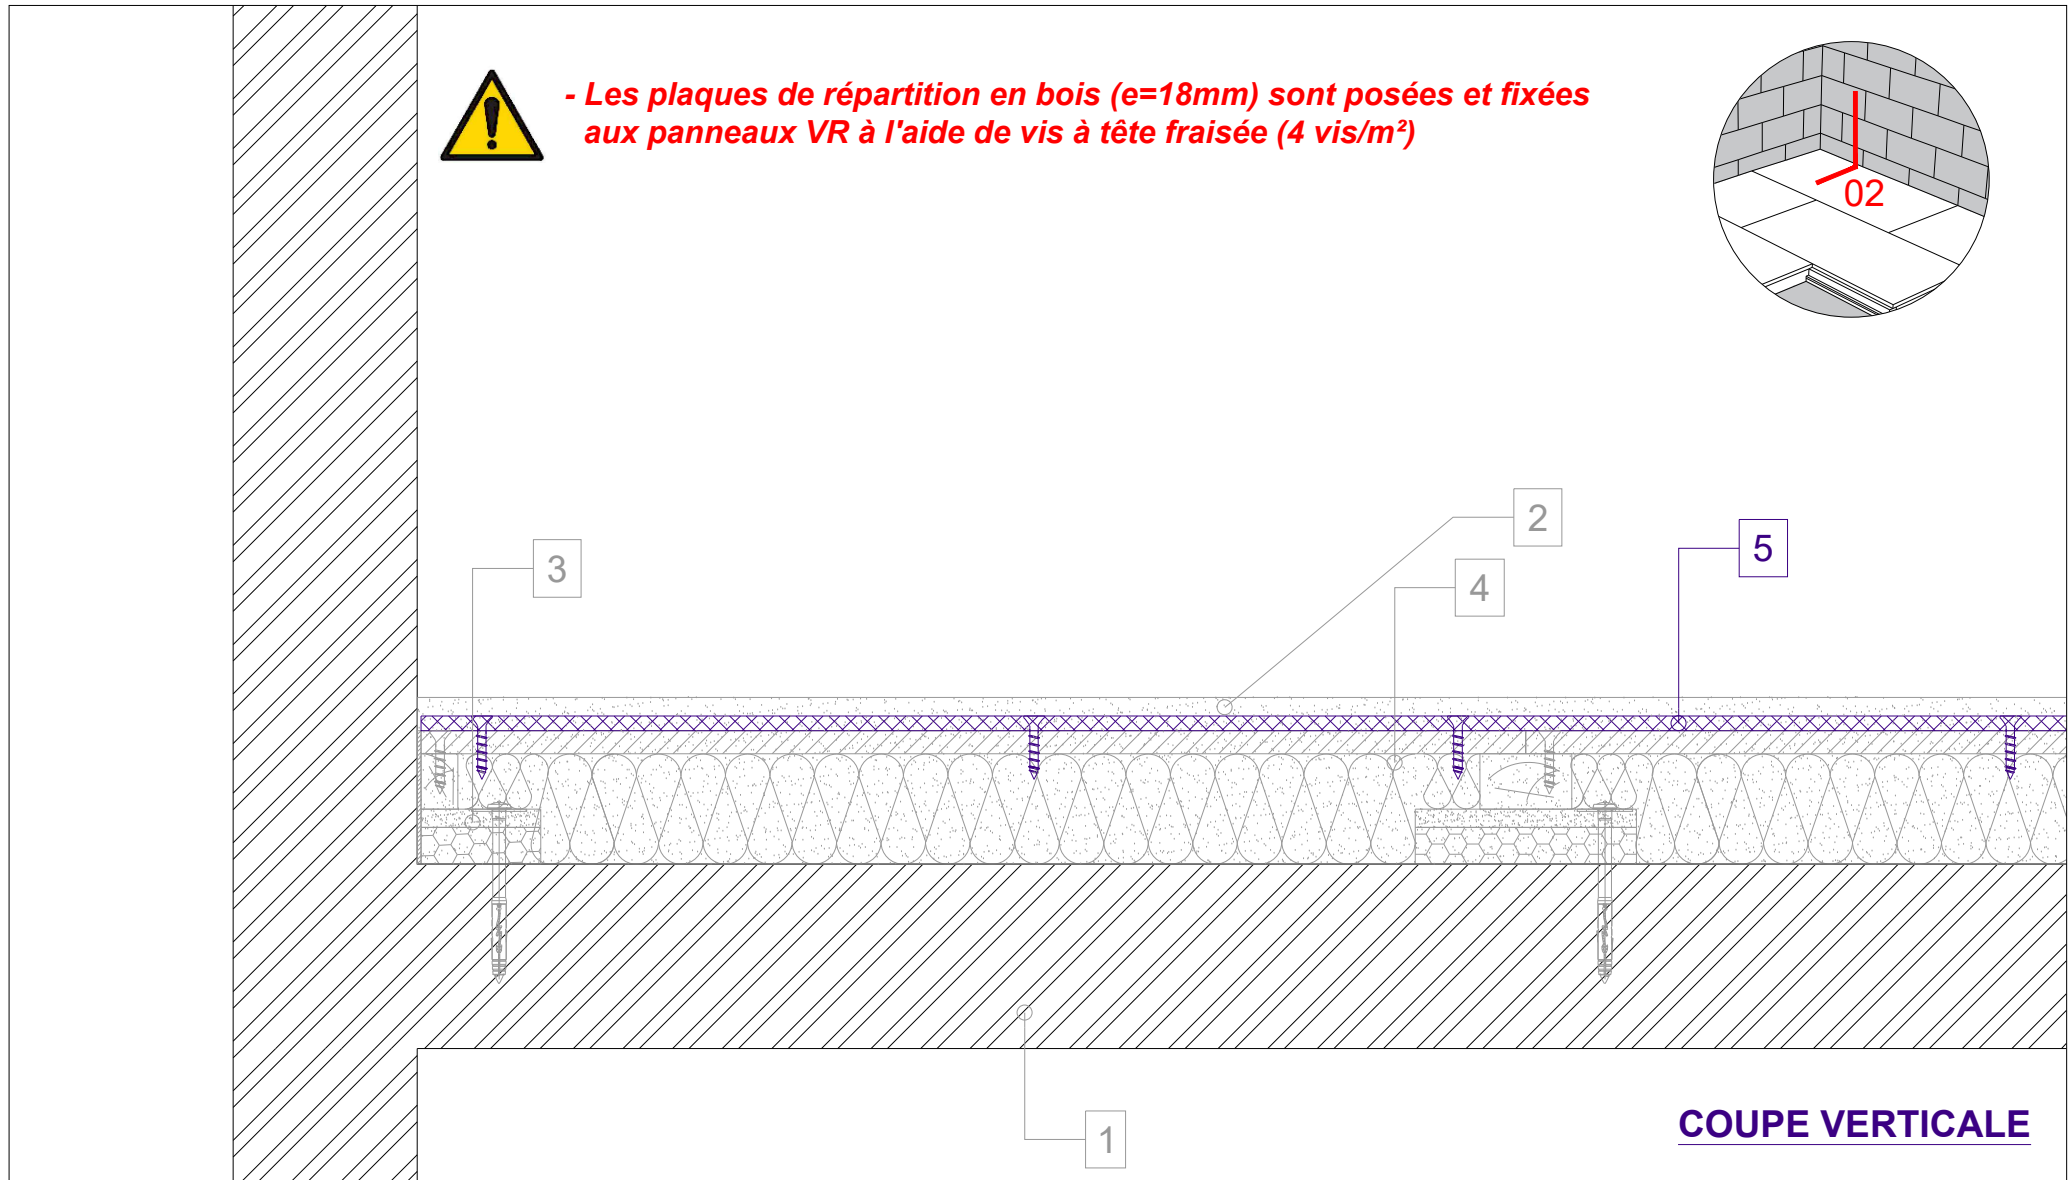 - Les plaques de répartition en bois (e=18mm) sont posées et fixées
aux panneaux VR à l'aide de vis à tête fraisée (4 vis/m²)
02
2
5
3
4
1
COUPE VERTICALE